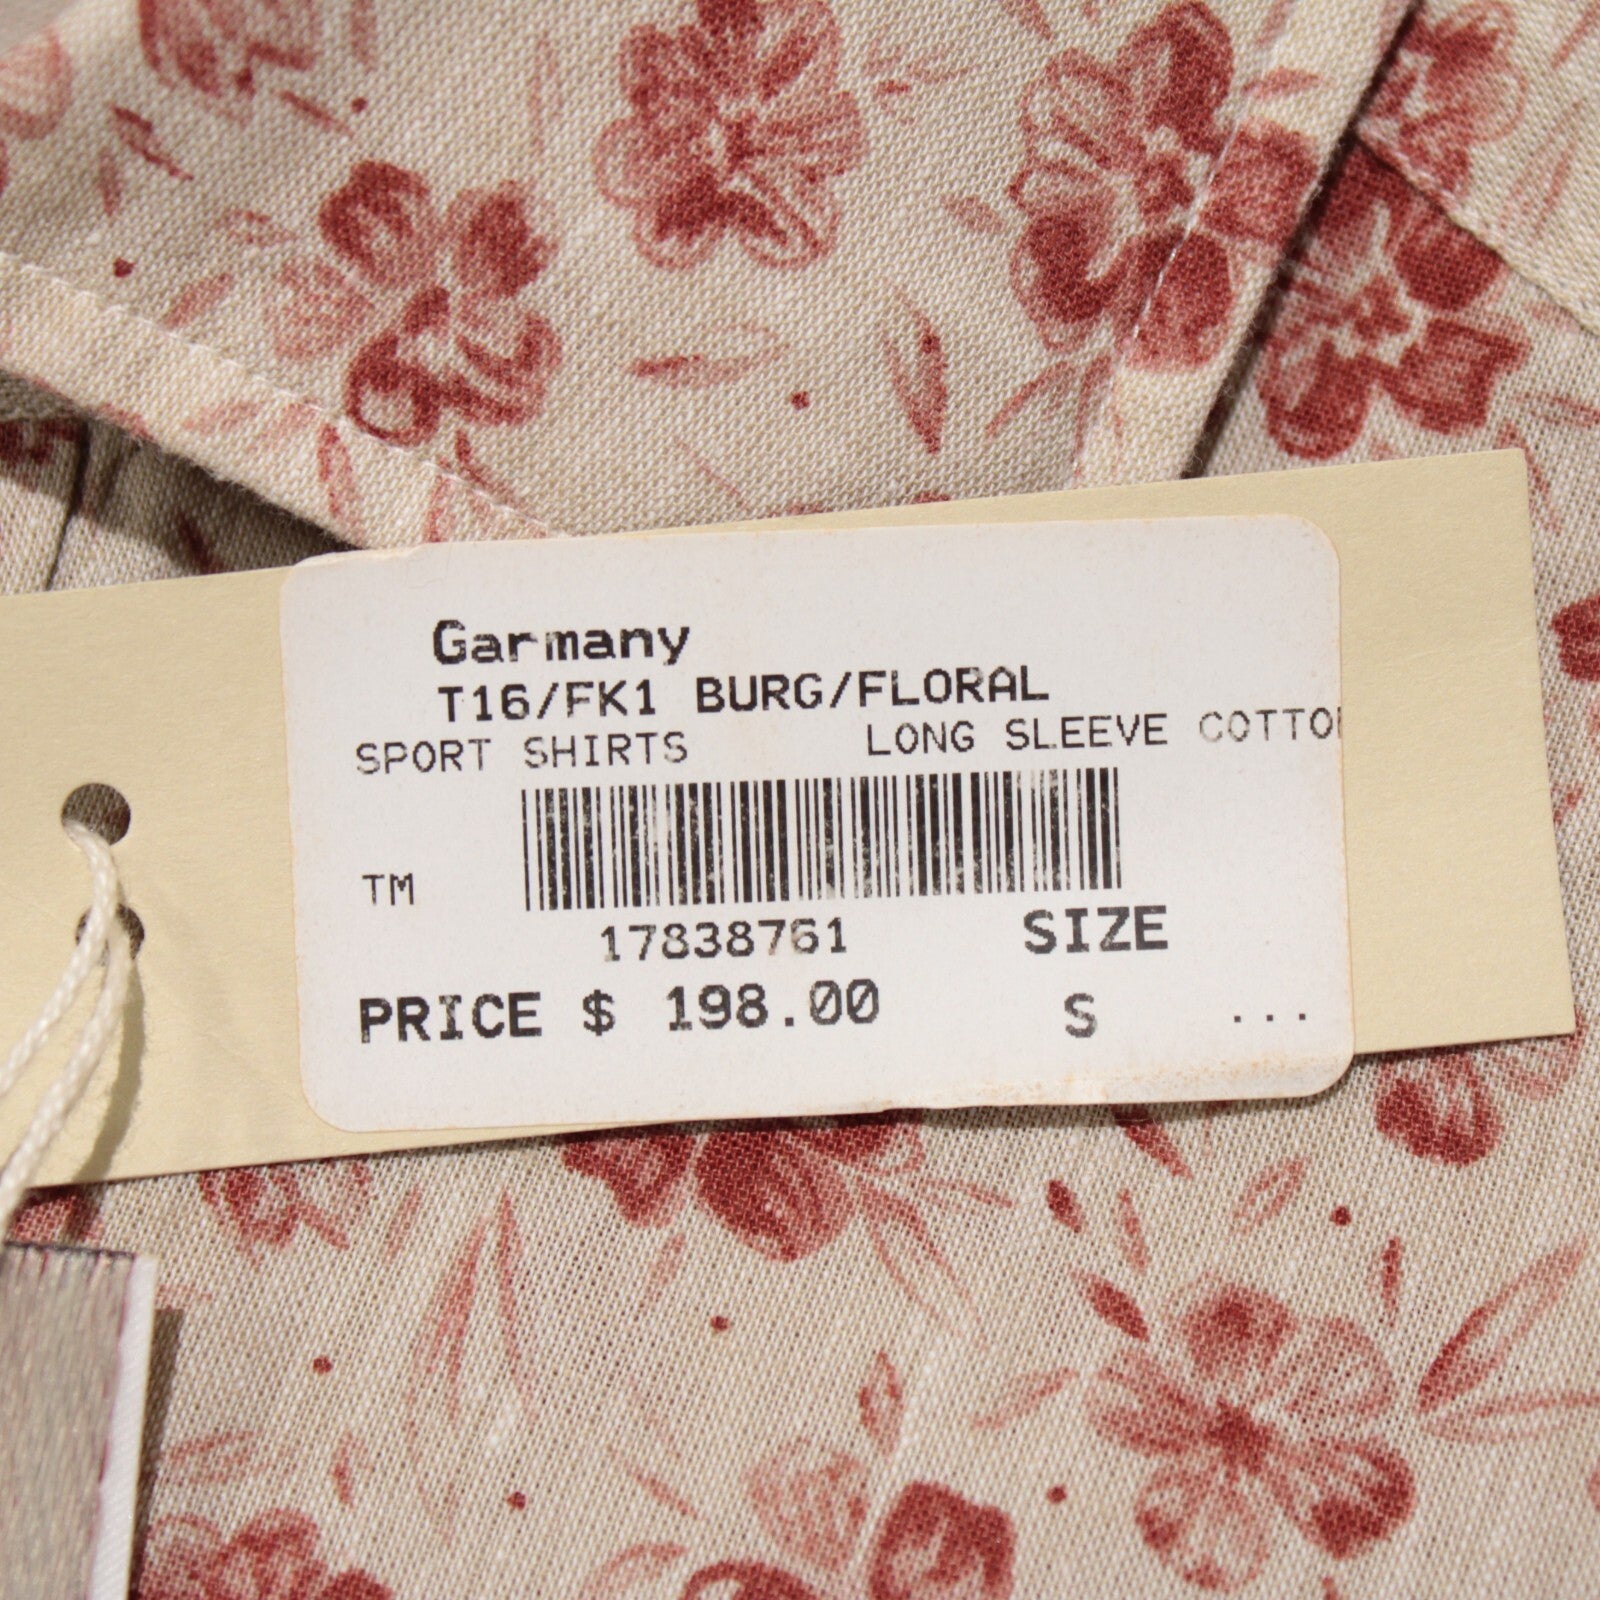 Garmany
T16/FK1 BURG/FLORAL
SPORT SHIRTS LONG SLEEVE COTTO
TM
17838761 SIZE
PRICE $ 198.00 S ...